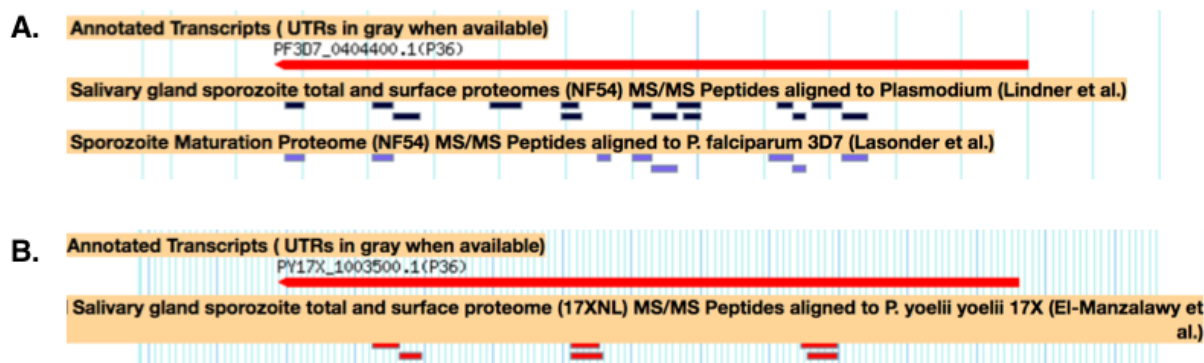 A.
Annotated Transcripts ( UTRs in gray when available)
PF3D7_0404400.1(P36)
Salivary gland sporozoite total and surface proteomes (NF54) MS/MS Peptides aligned to Plasmodium (Lindner et al.)
Sporozoite Maturation Proteome (NF54) MS/MS Peptides aligned to P. falciparum 3D7 (Lasonder et al.)
B.
Annotated Transcripts ( UTRs in gray when available)
PY17X_1003500.1(P36)
Salivary gland sporozoite total and surface proteome (17XNL) MS/MS Peptides aligned to P. yoelii yoelii 17X (El-Manzalawy et
al.)